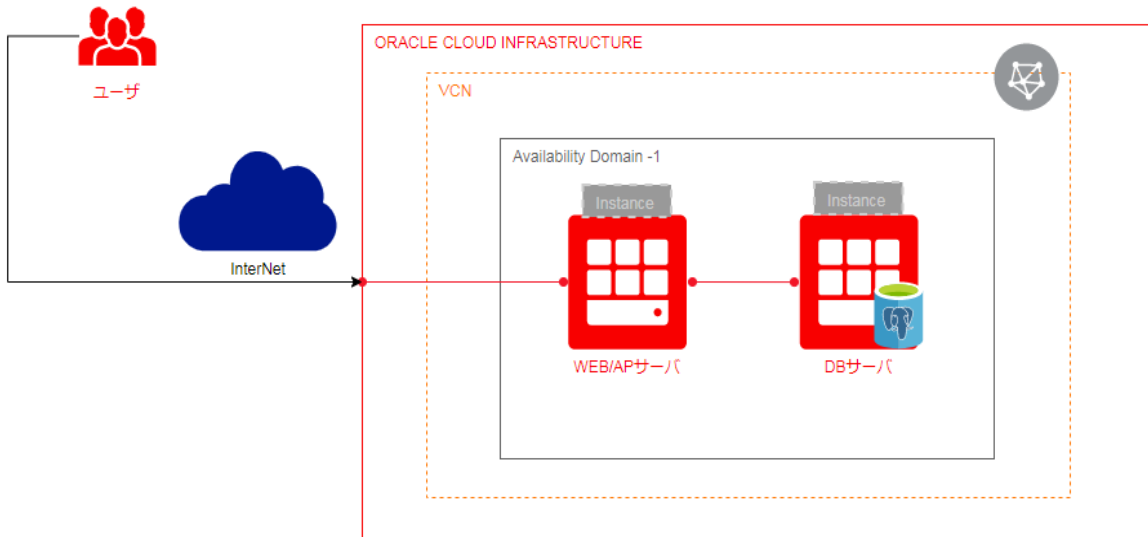 ORACLE CLOUD INFRASTRUCTURE
ユーザ
VCN
Availability Domain -1
Instance
Instance
InterNet
WEB/APサーバ
DBサーバ